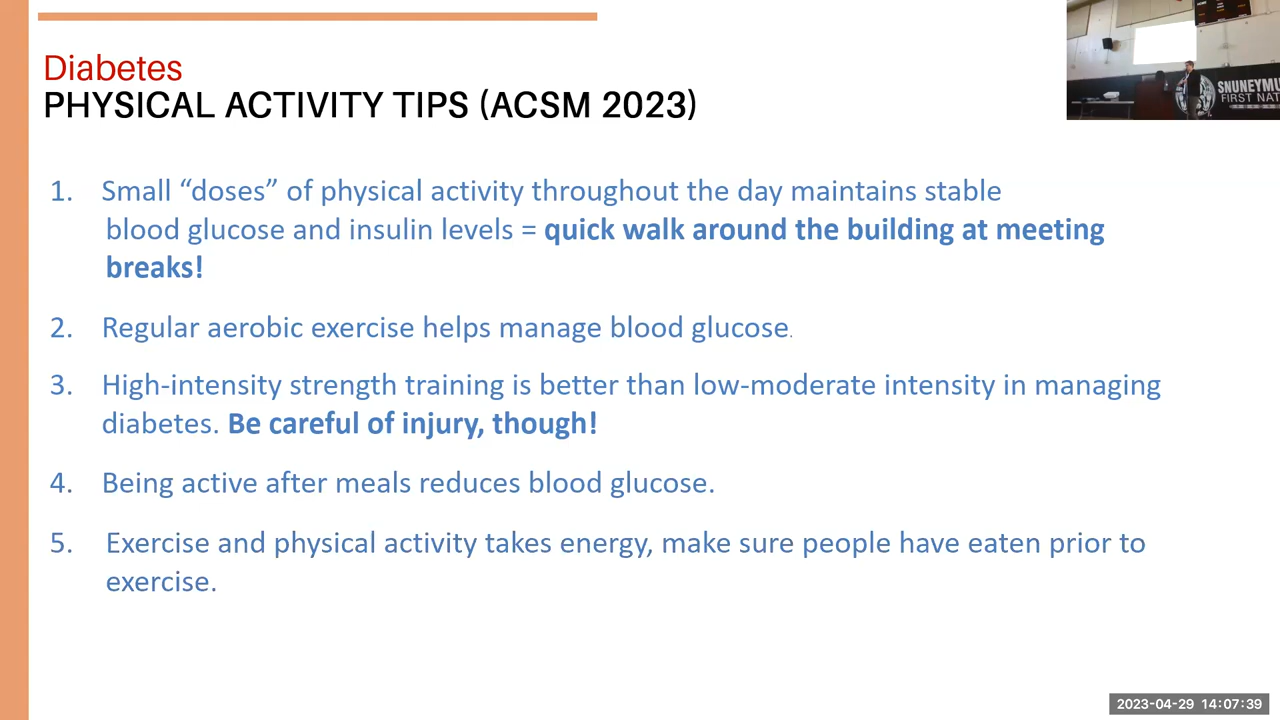 Diabetes
PHYSICAL ACTIVITY TIPS (ACSM 2023)
1. Small “doses” of physical activity throughout the day maintains stable
blood glucose and insulin levels = quick walk around the building at meeting
breaks!
2. Regular aerobic exercise helps manage blood glucose.
3. High-intensity strength training is better than low-moderate intensity in managing
diabetes. Be careful of injury, though!
4. Being active after meals reduces blood glucose.
5. Exercise and physical activity takes energy, make sure people have eaten prior to
exercise.
SNUNEYMU
FIRST NAT
2023-04-29 14:07:39